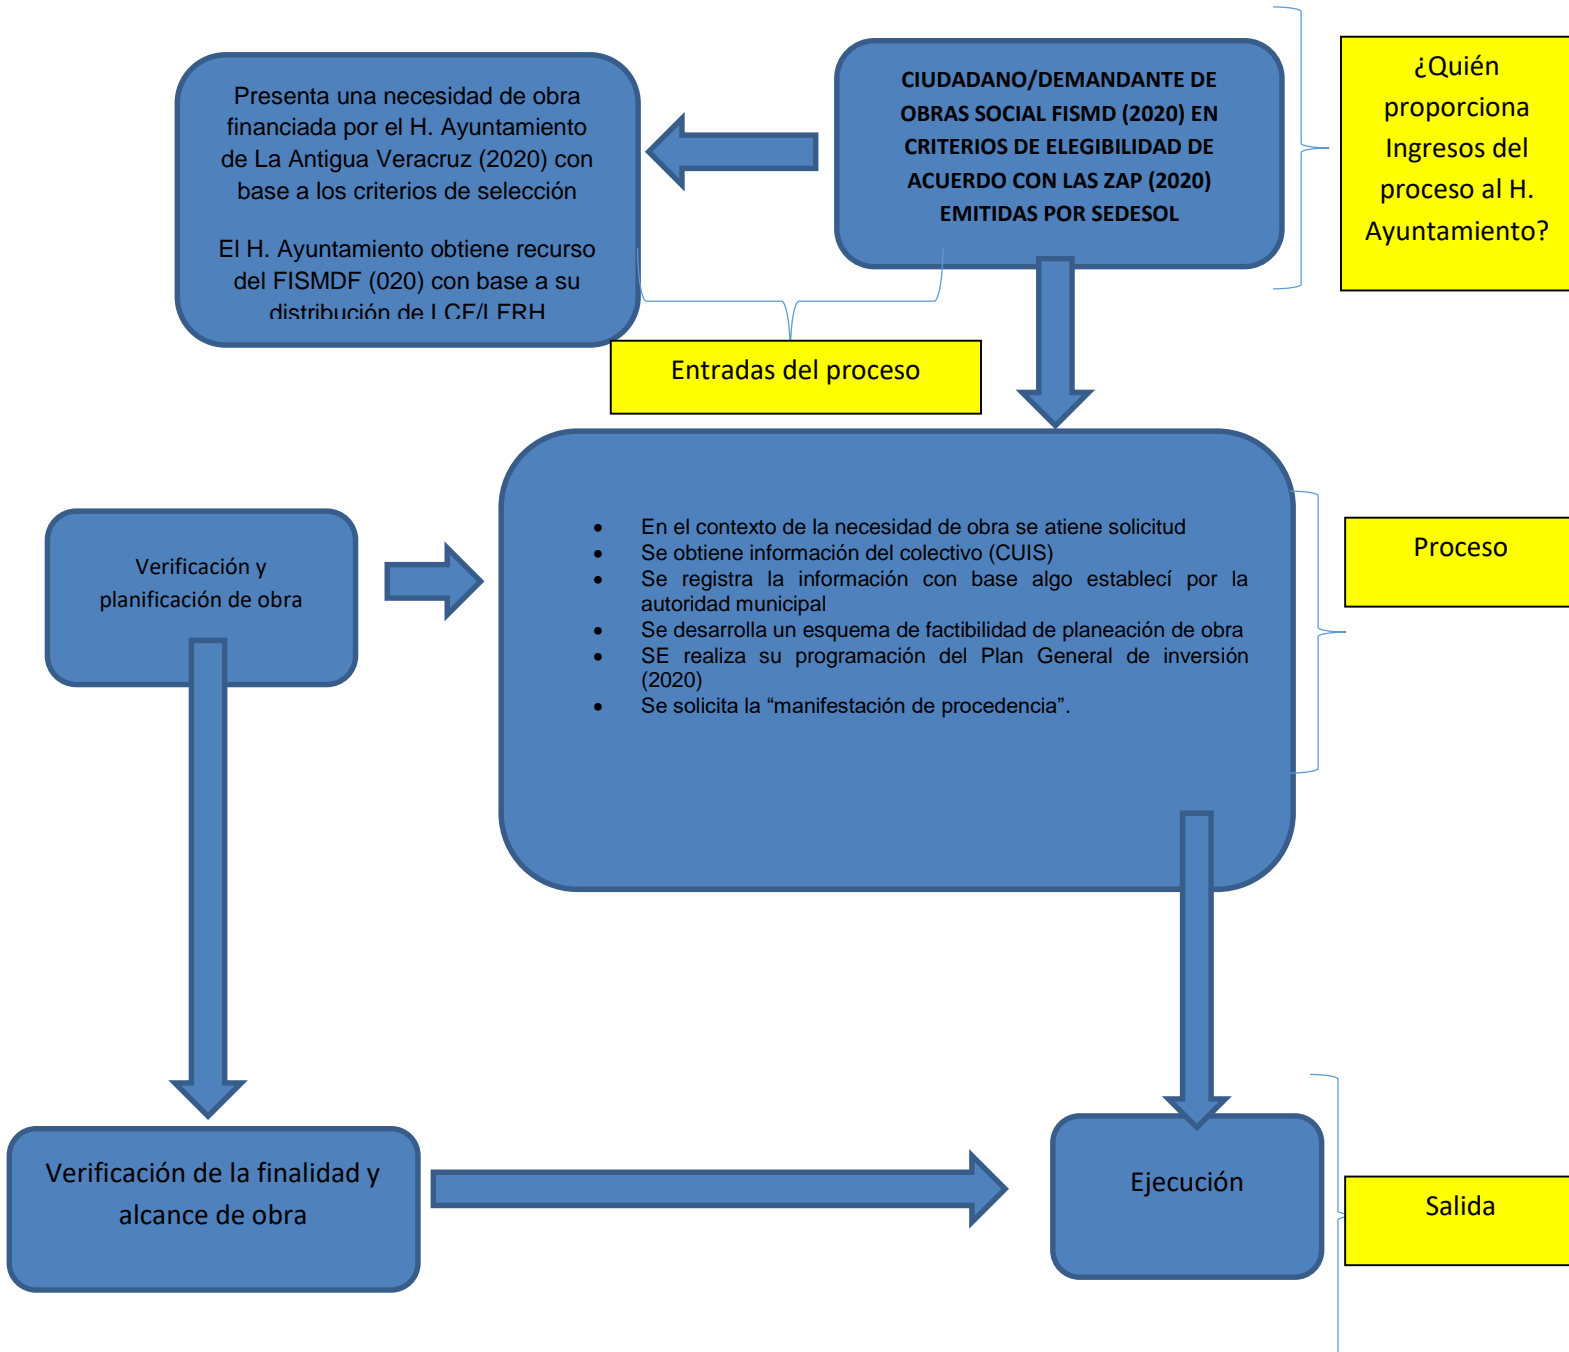 Presenta una necesidad de obra
financiada por el H. Ayuntamiento
de La Antigua Veracruz (2020) con
base a los criterios de selección
El H. Ayuntamiento obtiene recurso
del FISMDF (020) con base a su
distribución de LCF/LFRH
CIUDADANO/DEMANDANTE DE
OBRAS SOCIAL FISMD (2020) EN
CRITERIOS DE ELEGIBILIDAD DE
ACUERDO CON LAS ZAP (2020)
EMITIDAS POR SEDESOL
¿Quién
proporciona
Ingresos del
proceso al H.
Ayuntamiento?
Entradas del proceso
Verificación y
planificación de obra
• En el contexto de la necesidad de obra se atiene solicitud
• Se obtiene información del colectivo (CUIS)
• Se registra la información con base algo establecí por la
autoridad municipal
• Se desarrolla un esquema de factibilidad de planeación de obra
• SE realiza su programación del Plan General de inversión
(2020)
• Se solicita la “manifestación de procedencia”.
Proceso
Verificación de la finalidad y
alcance de obra
Ejecución
Salida